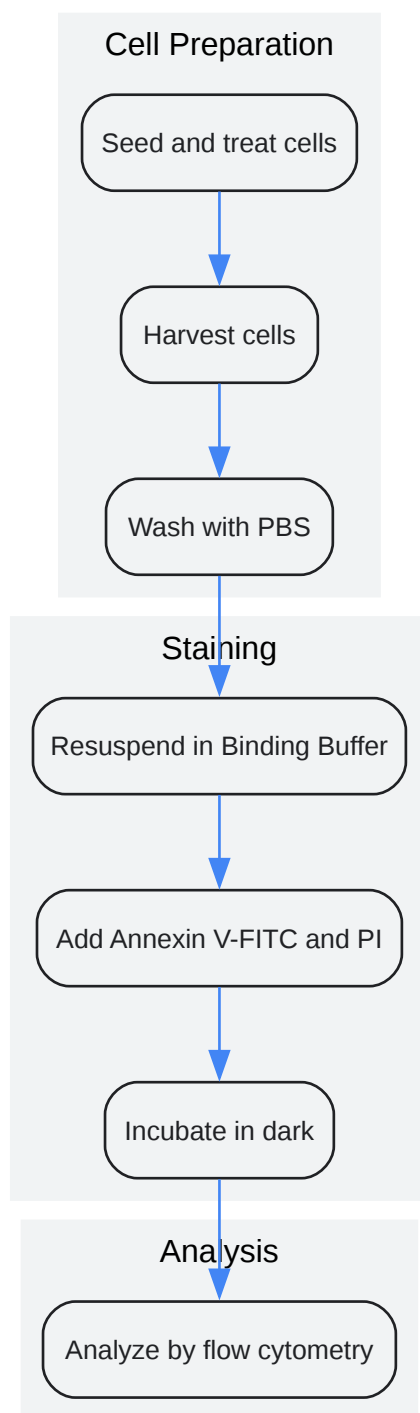 Cell Preparation
Seed and treat cells
Harvest cells
Wash with PBS
Staining
Resuspend in Binding Buffer
Add Annexin V-FITC and PI
Incubate in dark
Analysis
Analyze by flow cytometry